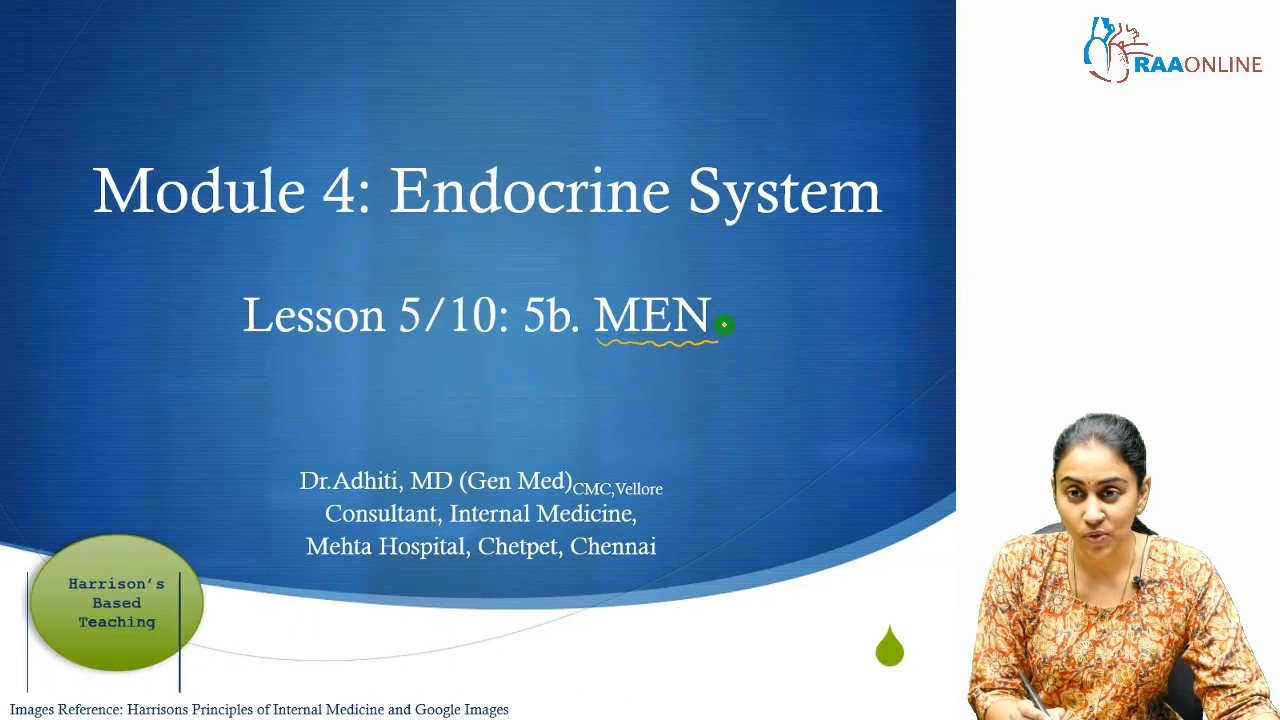 RAAONLINE
Module 4: Endocrine System
Lesson 5/10: 5b. MEN
Dr.Adhiti, MD (Gen Med)CMC,Vellore
Consultant, Internal Medicine,
Mehta Hospital, Chetpet, Chennai
Harrison's
Based
Teaching
Images Reference: Harrisons Principles of Internal Medicine and Google Images